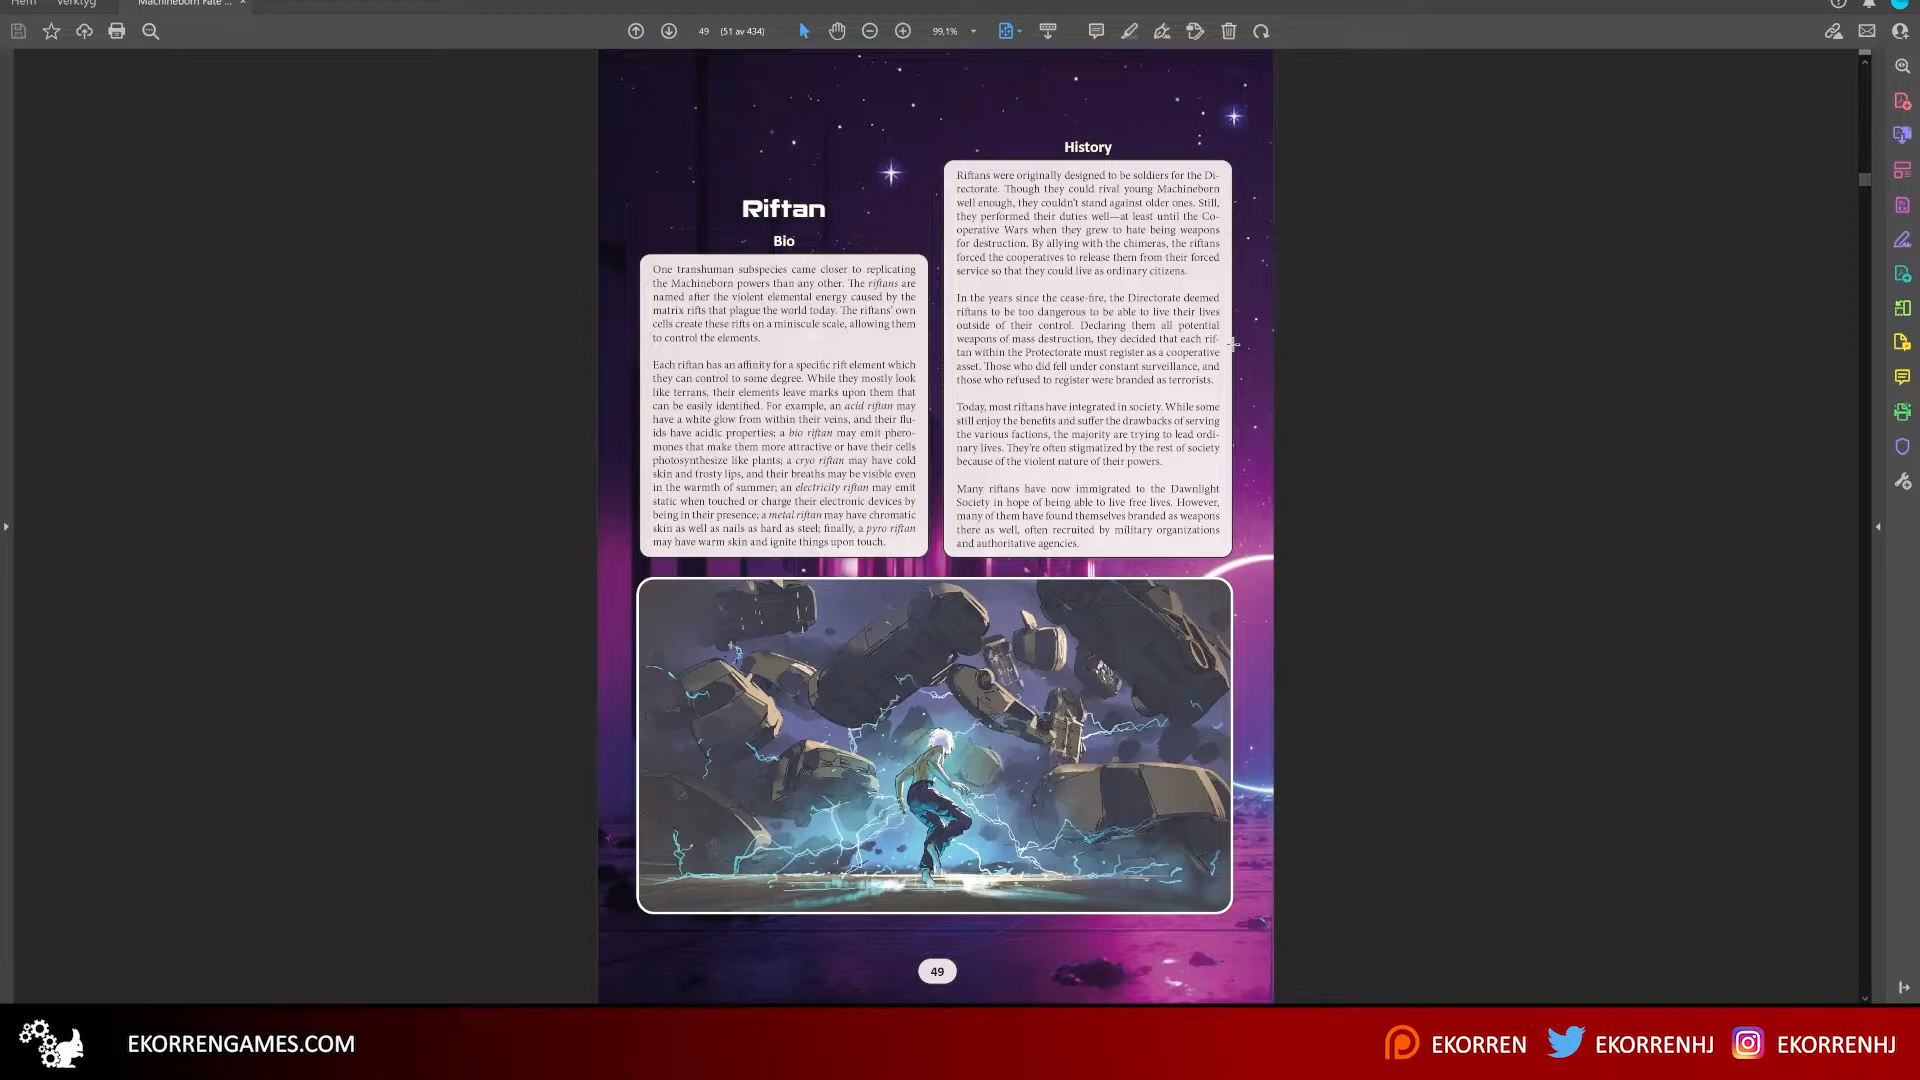 Hem
Verktyg
Machineborn Fate ...
49 (51 av 434)
99,1%
Riftan
Bio
One transhuman subspecies came closer to replicating
the Machineborn powers than any other. The riftans are
named after the violent elemental energy caused by the
matrix rifts that plague the world today. The riftans' own
cells create these rifts on a miniscule scale, allowing them
to control the elements.
Each riftan has an affinity for a specific rift element which
they can control to some degree. While they mostly look
like terrans, their elements leave marks upon them that
can be easily identified. For example, an acid riftan may
have a white glow from within their veins, and their flu-
ids have acidic properties; a bio riftan may emit phero-
mones that make them more attractive or have their cells
photosynthesize like plants; a cryo riftan may have cold
skin and frosty lips, and their breaths may be visible even
in the warmth of summer; an electricity riftan may emit
static when touched or charge their electronic devices by
being in their presence; a metal riftan may have chromatic
skin as well as nails as hard as steel; finally, a pyro riftan
may have warm skin and ignite things upon touch.
History
Riftans were originally designed to be soldiers for the Di-
rectorate. Though they could rival young Machineborn
well enough, they couldn't stand against older ones. Still,
they performed their duties well—at least until the Co-
operative Wars when they grew to hate being weapons
for destruction. By allying with the chimeras, the riftans
forced the cooperatives to release them from their forced
service so that they could live as ordinary citizens.
In the years since the cease-fire, the Directorate deemed
riftans to be too dangerous to be able to live their lives
outside of their control. Declaring them all potential
weapons of mass destruction, they decided that each rif-
tan within the Protectorate must register as a cooperative
asset. Those who did fell under constant surveillance, and
those who refused to register were branded as terrorists.
Today, most riftans have integrated in society. While some
still enjoy the benefits and suffer the drawbacks of serving
the various factions, the majority are trying to lead ordi-
nary lives. They're often stigmatized by the rest of society
because of the violent nature of their powers.
Many riftans have now immigrated to the Dawnlight
Society in hope of being able to live free lives. However,
many of them have found themselves branded as weapons
there as well, often recruited by military organizations
and authoritative agencies.
49
EKORRENGAMES.COM
EKORREN
EKORRENHJ
EKORRENHJ